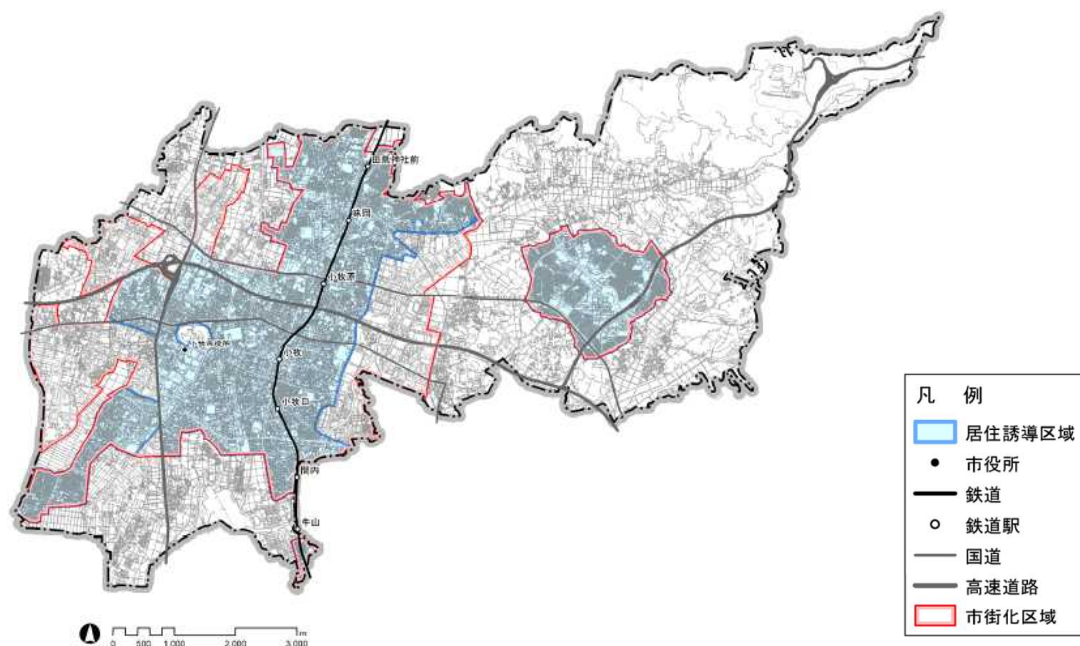 田県神社前
味岡
小牧原
小牧市役所
小牧
小牧口
間内
牛山
凡 例
居住誘導区域
市役所
鉄道
鉄道駅
国道
高速道路
市街化区域
0 500 1,000 2,000 3,000 m